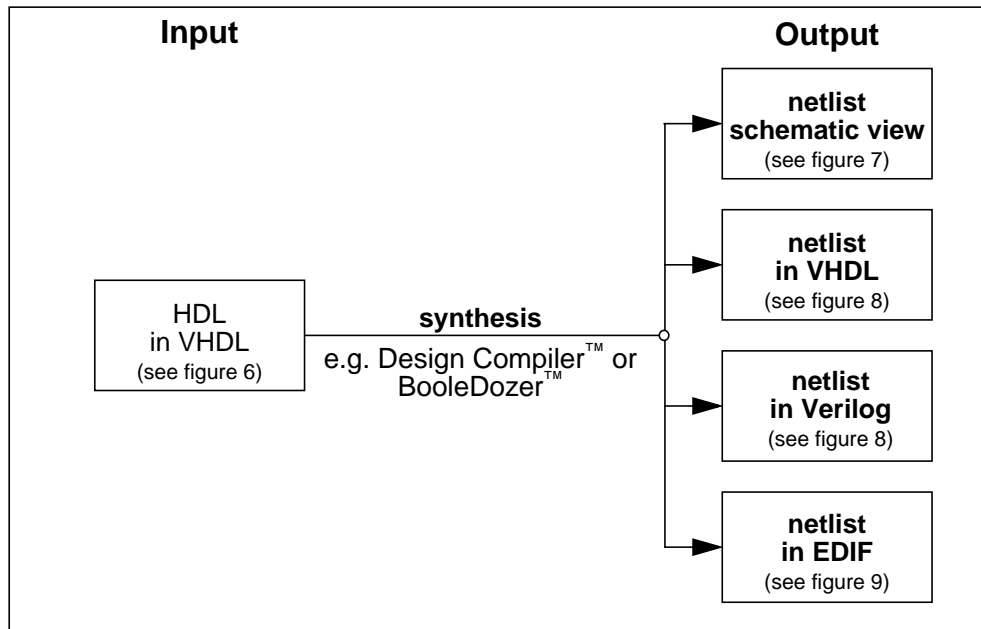 Input
Output
netlist
schematic view
(see figure 7)
netlist
in VHDL
(see figure 8)
HDL
in VHDL
(see figure 6)
synthesis
e.g. Design Compiler™ or
BooleDozer™
netlist
in Verilog
(see figure 8)
netlist
in EDIF
(see figure 9)